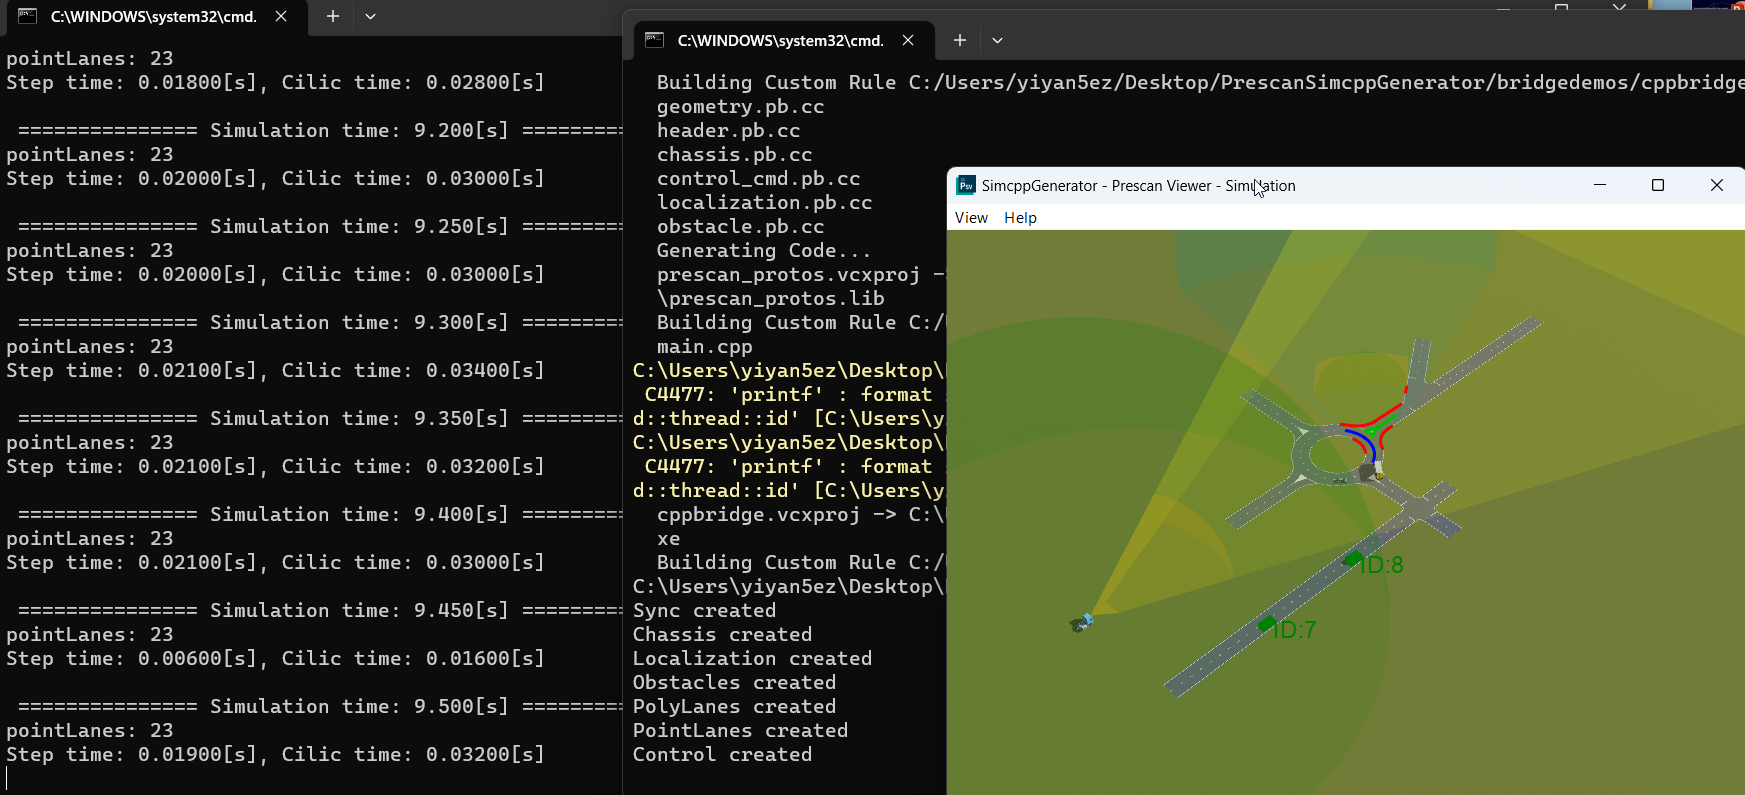 C:\WINDOWS\system32\cmd.
pointLanes: 23
Step time: 0.01800[s], Cilic time: 0.02800[s]
=============== Simulation time: 9.200[s] =========
pointLanes: 23
Step time: 0.02000[s], Cilic time: 0.03000[s]
=============== Simulation time: 9.250[s] =========
pointLanes: 23
Step time: 0.02000[s], Cilic time: 0.03000[s]
=============== Simulation time: 9.300[s] =========
pointLanes: 23
Step time: 0.02100[s], Cilic time: 0.03400[s]
=============== Simulation time: 9.350[s] =========
pointLanes: 23
Step time: 0.02100[s], Cilic time: 0.03200[s]
=============== Simulation time: 9.400[s] =========
pointLanes: 23
Step time: 0.02100[s], Cilic time: 0.03000[s]
=============== Simulation time: 9.450[s] =========
pointLanes: 23
Step time: 0.00600[s], Cilic time: 0.01600[s]
=============== Simulation time: 9.500[s] =========
pointLanes: 23
Step time: 0.01900[s], Cilic time: 0.03200[s]
C:\WINDOWS\system32\cmd.
Building Custom Rule C:/Users/yiyan5ez/Desktop/PrescanSimcppGenerator/bridgedemos/cppbridge
geometry.pb.cc
header.pb.cc
chassis.pb.cc
control_cmd.pb.cc
localization.pb.cc
obstacle.pb.cc
Generating Code...
prescan_protos.vcxproj -
\prescan_protos.lib
Building Custom Rule C:/
main.cpp
C:\Users\yiyan5ez\Desktop\
C4477: 'printf' : format
d::thread::id' [C:\Users\y
C:\Users\yiyan5ez\Desktop\
C4477: 'printf' : format
d::thread::id' [C:\Users\y
cppbridge.vcxproj -> C:\
xe
Building Custom Rule C:/
C:\Users\yiyan5ez\Desktop\
Sync created
Chassis created
Localization created
Obstacles created
PolyLanes created
PointLanes created
Control created
Psv SimcppGenerator - Prescan Viewer - Simulation
View Help
ID:8
ID:7